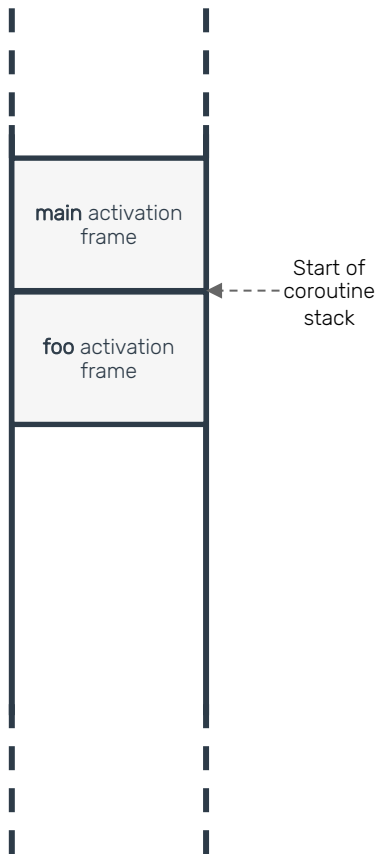 main activation
frame
Start of
coroutine
stack
foo activation
frame